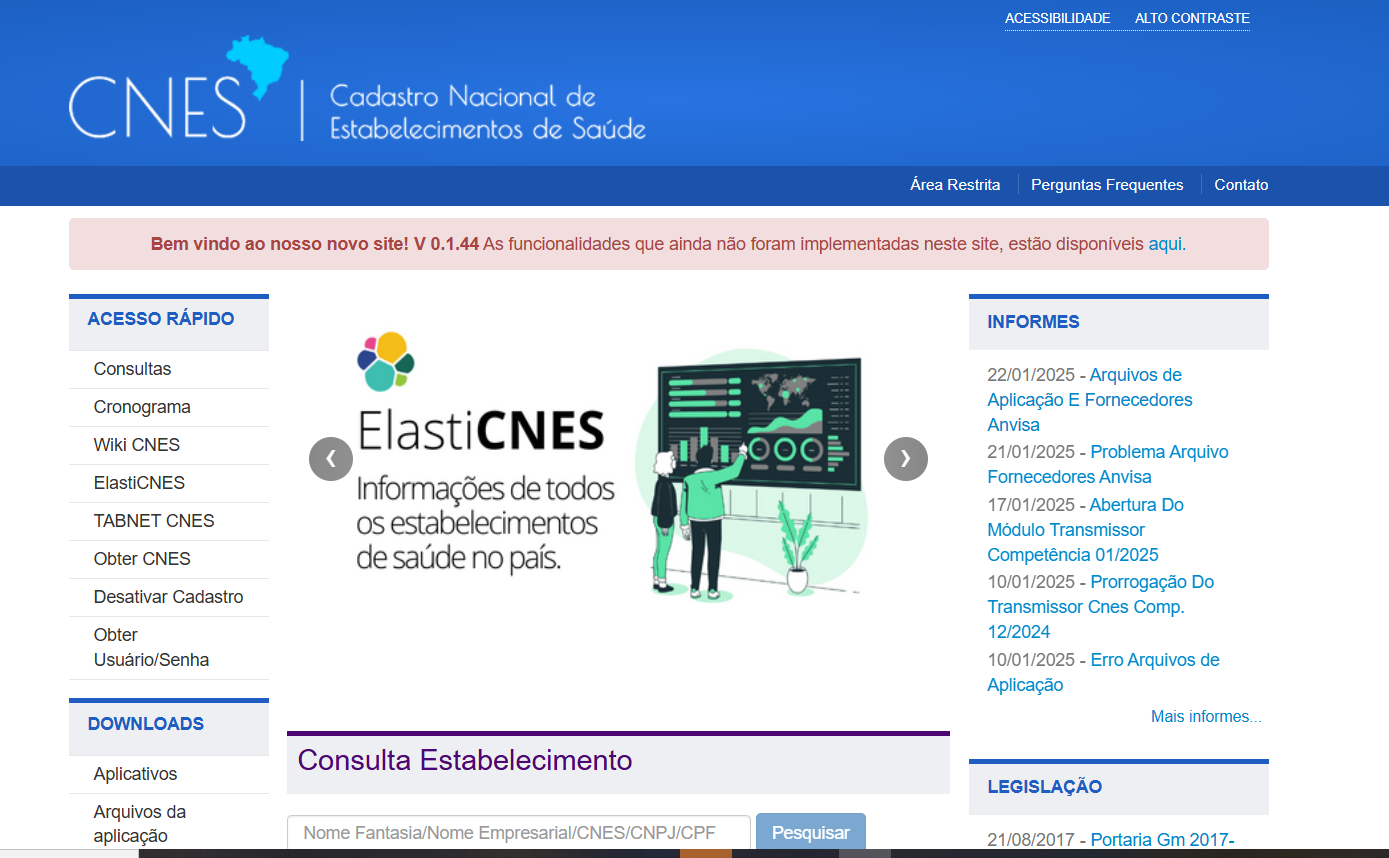 ACESSIBILIDADE ALTO CONTRASTE
CNES
Cadastro Nacional de
Estabelecimentos de Saúde
Área Restrita Perguntas Frequentes Contato
Bem vindo ao nosso novo site! V 0.1.44 As funcionalidades que ainda não foram implementadas neste site, estão disponíveis aqui.
ACESSO RÁPIDO
Consultas
Cronograma
Wiki CNES
ElastiCNES
TABNET CNES
Obter CNES
Desativar Cadastro
Obter
Usuário/Senha
DOWNLOADS
Aplicativos
Arquivos da
aplicação
ElastiCNES
Informações de todos
os estabelecimentos
de saúde no país.
Consulta Estabelecimento
Nome Fantasia/Nome Empresarial/CNES/CNPJ/CPF
Pesquisar
INFORMES
22/01/2025 - Arquivos de
Aplicação E Fornecedores
Anvisa
21/01/2025 - Problema Arquivo
Fornecedores Anvisa
17/01/2025 - Abertura Do
Módulo Transmissor
Competência 01/2025
10/01/2025 - Prorrogação Do
Transmissor Cnes Comp.
12/2024
10/01/2025 - Erro Arquivos de
Aplicação
Mais informes...
LEGISLAÇÃO
21/08/2017 - Portaria Gm 2017-